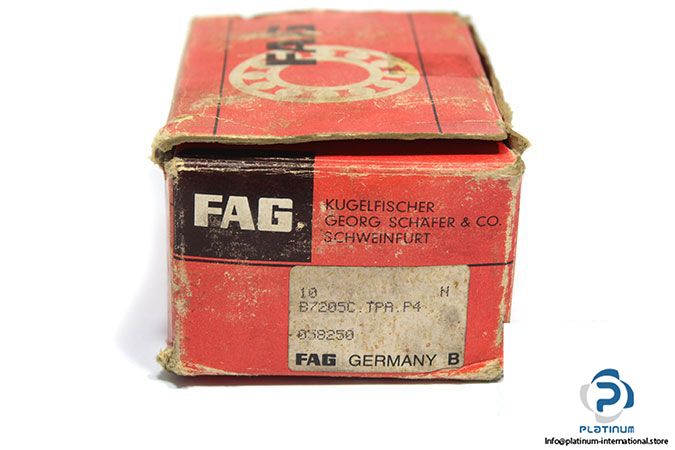 FAG
FAG
KUGELFISCHER
GEORG SCHÄFER & CO.
SCHWEINFURT
10 N
B7205C.TPA.P4
058250
FAG GERMANY B
PLATINUM
Info@platinum-international.store